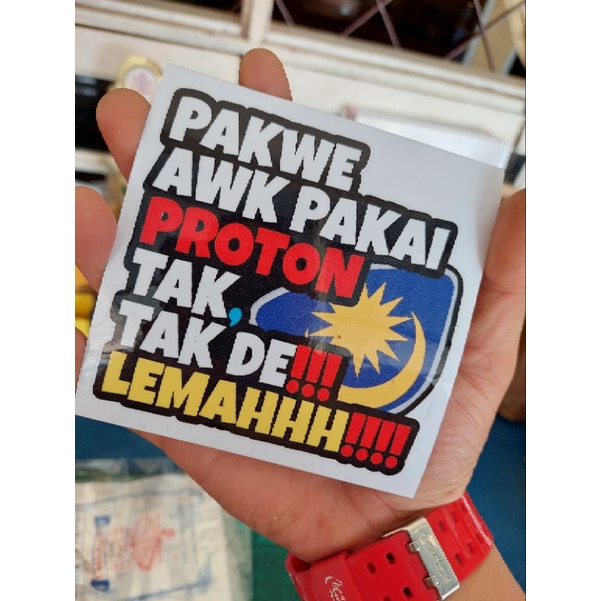 PAKWE
AWK PAKAI
PROTON
TAK,
TAK DE!!!
LEMAHHH!!!!